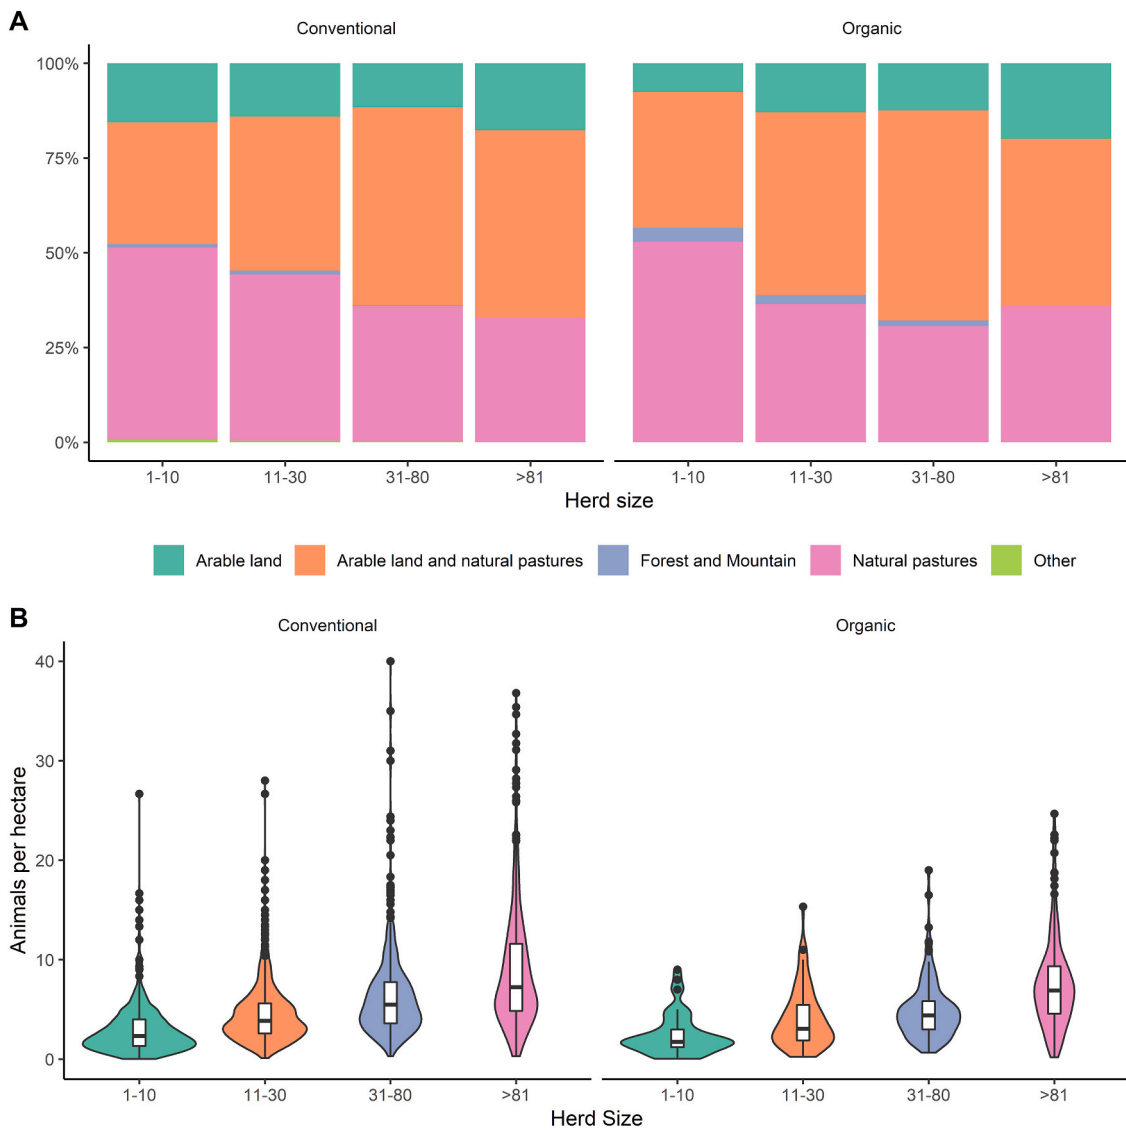 A
Conventional Organic
100%
75%
50%
25%
0%
1-10 11-30 31-80 >81 1-10 11-30 31-80 >81
Herd size
Arable land Arable land and natural pastures Forest and Mountain Natural pastures Other
B
Conventional Organic
Animals per hectare
40
30
20
10
0
1-10 11-30 31-80 >81 1-10 11-30 31-80 >81
Herd Size